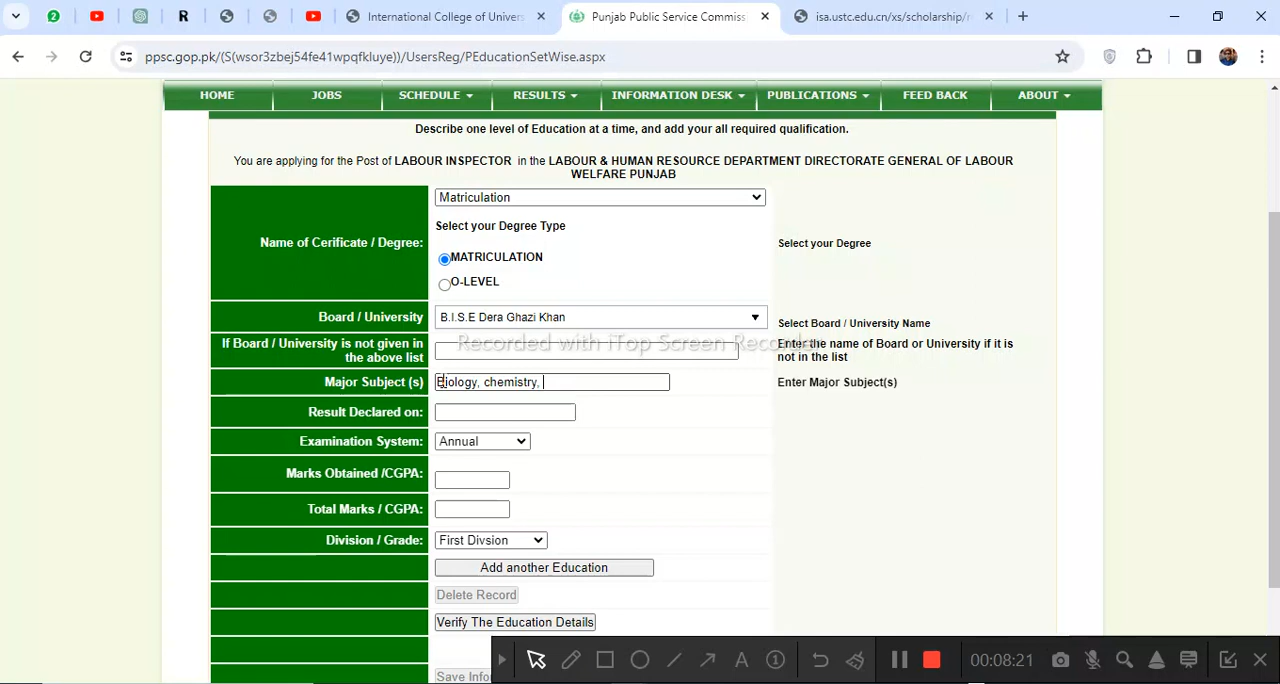 2
R
International College of Univers
Punjab Public Service Commiss
isa.ustc.edu.cn/xs/scholarship/r
ppsc.gop.pk/(S(wsor3zbej54fe41wpqfkluye))/UsersReg/PEducationSetWise.aspx
HOME JOBS SCHEDULE RESULTS INFORMATION DESK PUBLICATIONS FEED BACK ABOUT
Describe one level of Education at a time, and add your all required qualification.
You are applying for the Post of LABOUR INSPECTOR in the LABOUR & HUMAN RESOURCE DEPARTMENT DIRECTORATE GENERAL OF LABOUR
WELFARE PUNJAB
Matriculation
Select your Degree Type
Name of Cerificate / Degree:
Select your Degree
MATRICULATION
O-LEVEL
Board / University
B.I.S.E Dera Ghazi Khan
Select Board / University Name
If Board / University is not given in
the above list
Enter the name of Board or University if it is
not in the list
Recorded with iTop Screen Recorder
Major Subject (s)
Biology, chemistry,
Enter Major Subject(s)
Result Declared on:
Examination System:
Annual
Marks Obtained /CGPA:
Total Marks / CGPA:
Division / Grade:
First Divsion
Add another Education
Delete Record
Verify The Education Details
Save Info
A
1
00:08:21